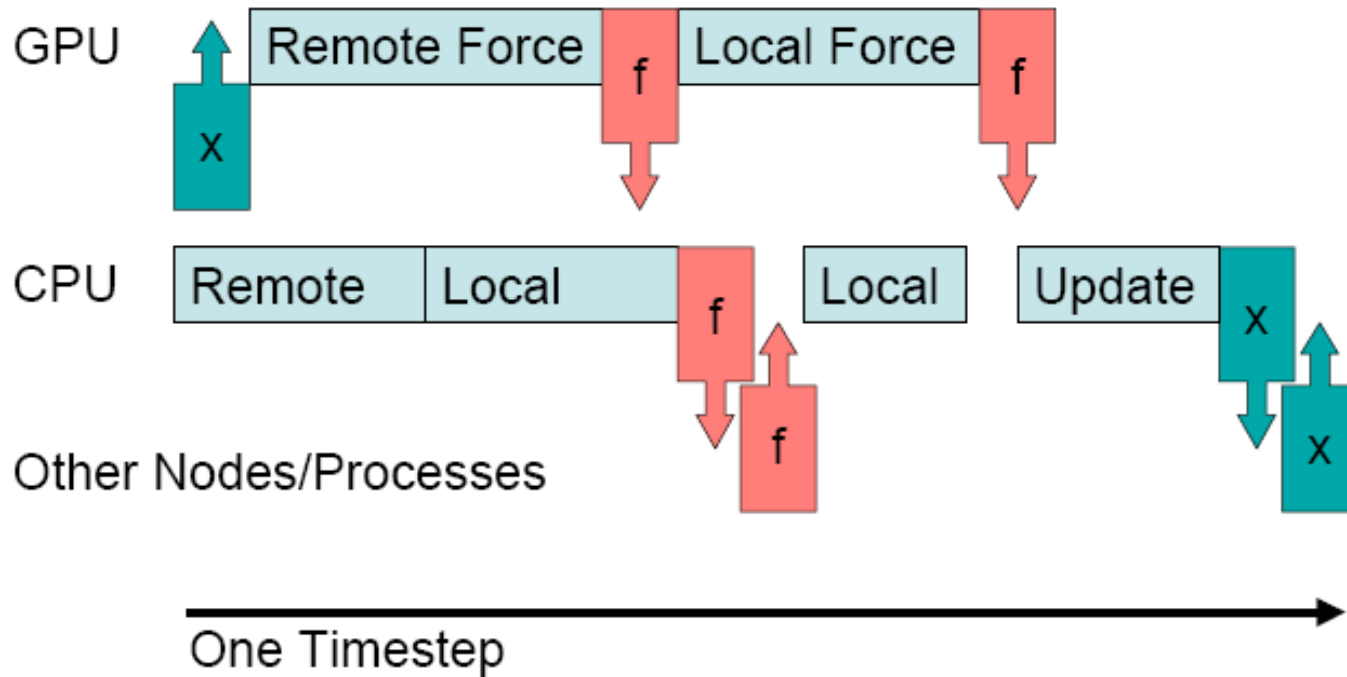 GPU
Remote Force
f
Local Force
f
x
CPU
Remote
Local
f
Local
Update
x
f
x
Other Nodes/Processes
One Timestep